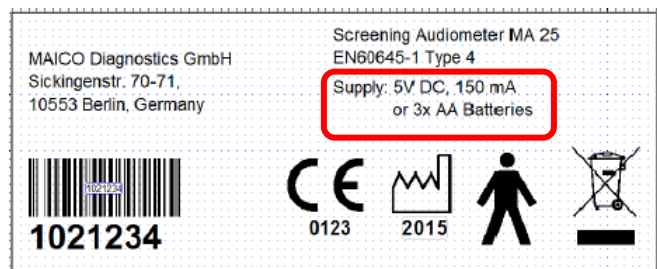 MAICO Diagnostics GmbH
Sickingenstr. 70-71,
10553 Berlin, Germany
Screening Audiometer MA 25
EN60645-1 Type 4
Supply: 5V DC, 150 mA
or 3x AA Batteries
1021234
1021234
CE
0123
2015